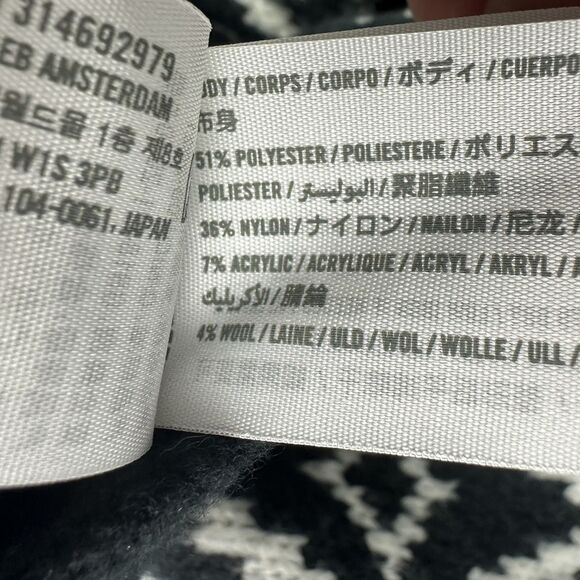 314692979
EB AMSTERDAM
월드몰 1층 제8호
W1S 3PB
104-0061, JAPAN
/ CORPS / CORPO / ボディ / CUERPO
布身
51% POLYESTER / POLIESTERE / ポリエス
POLIESTER / البوليستر / 聚脂纖維
36% NYLON / ナイロン / NAILON / 尼龙 /
7% ACRYLIC / ACRYLIQUE / ACRYL / AKRYL /
الأكريليك / 腈綸
4% WOOL / LAINE / ULD / WOL / WOLLE / ULL /